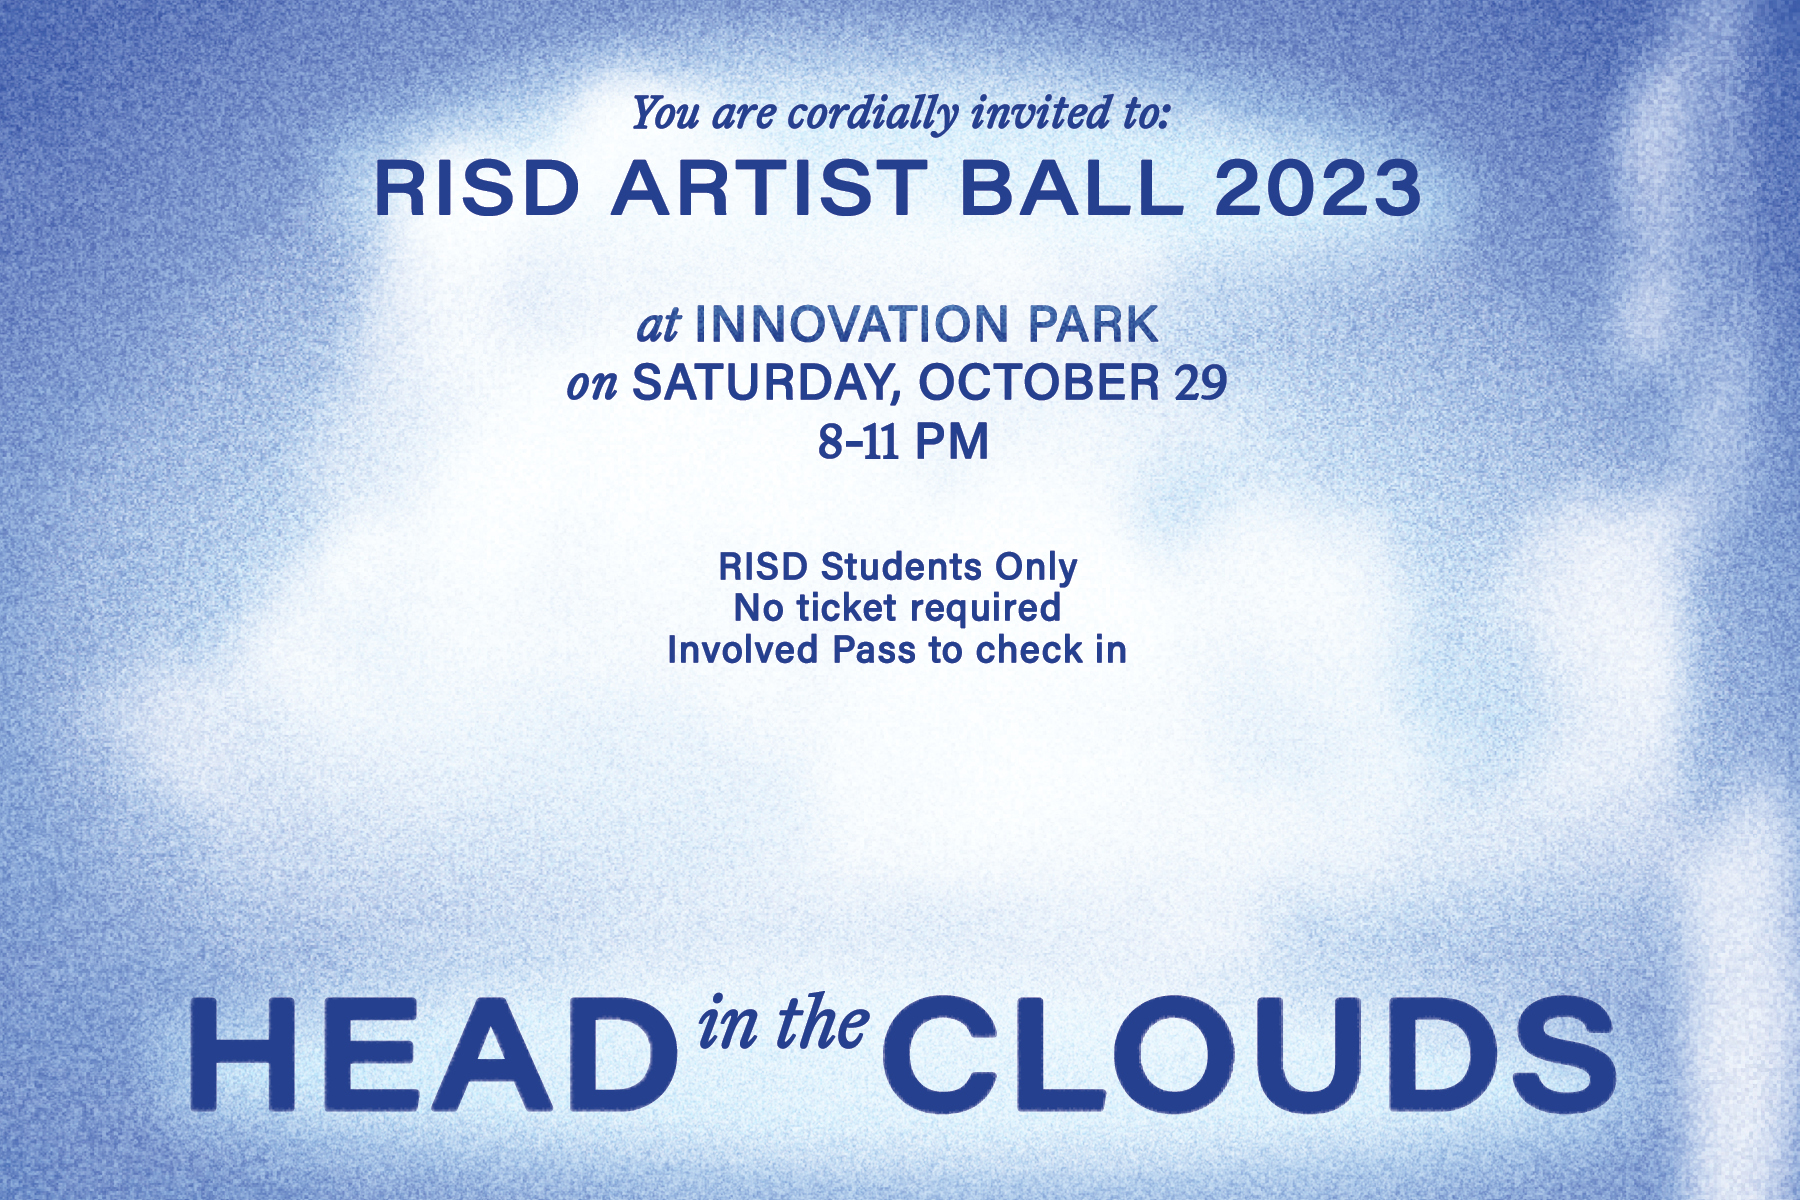 You are cordially invited to:
RISD ARTIST BALL 2023
at INNOVATION PARK
on SATURDAY, OCTOBER 29
8-11 PM
RISD Students Only
No ticket required
Involved Pass to check in
HEAD in the CLOUDS